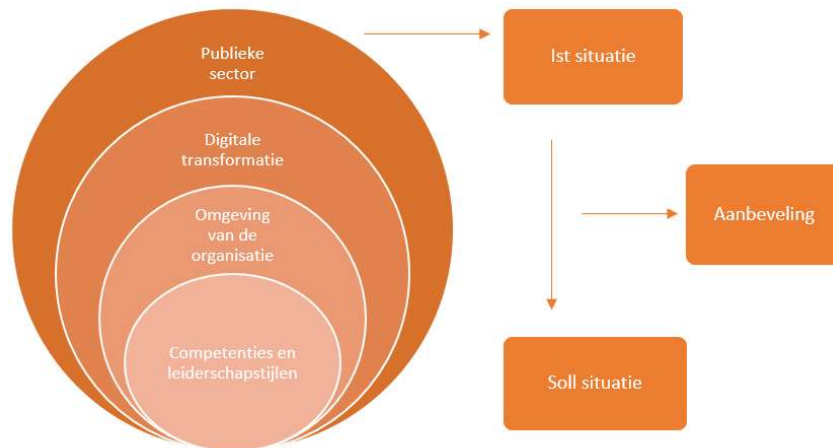 Publieke
sector
Digitale
transformatie
Omgeving
van de
organisatie
Competenties en
leiderschapstijlen
Ist situatie
Aanbeveling
Soll situatie